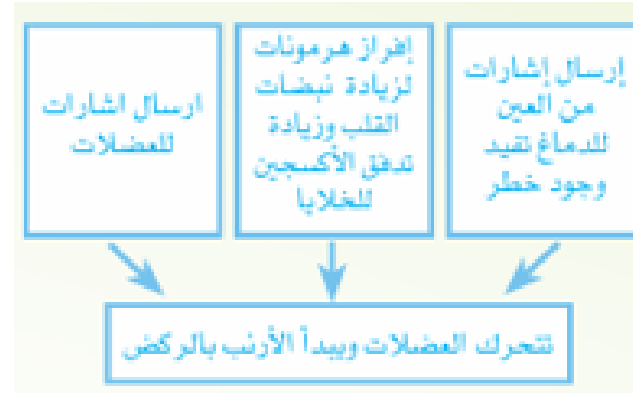 إرسال إشارات
من العين
للدماغ تفيد
وجود خطر
إفراز هرمونات
لزيادة نبضات
القلب وزيادة
تدفق الأكسجين
للخلايا
ارسال اشارات
للعضلات
تتحرك العضلات ويبدأ الأرنب بالركض